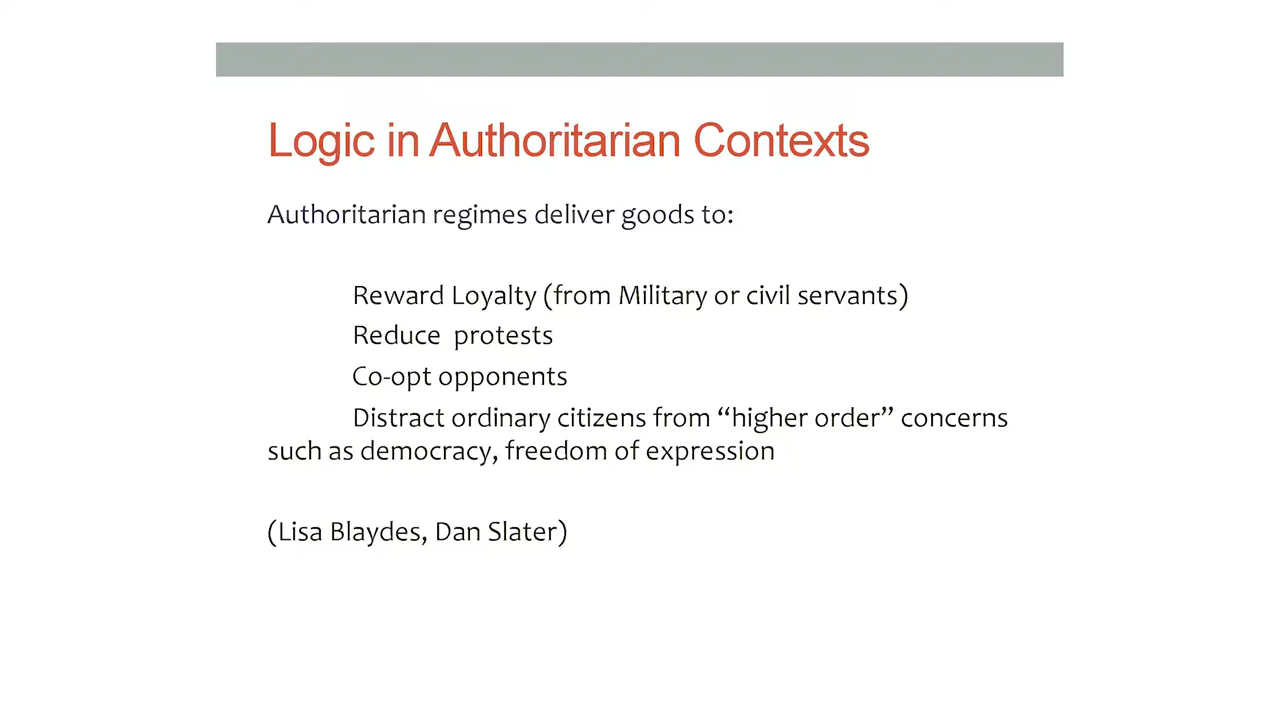 Logic in Authoritarian Contexts
Authoritarian regimes deliver goods to:
Reward Loyalty (from Military or civil servants)
Reduce  protests
Co-opt opponents
Distract ordinary citizens from “higher order” concerns
such as democracy, freedom of expression
(Lisa Blaydes, Dan Slater)